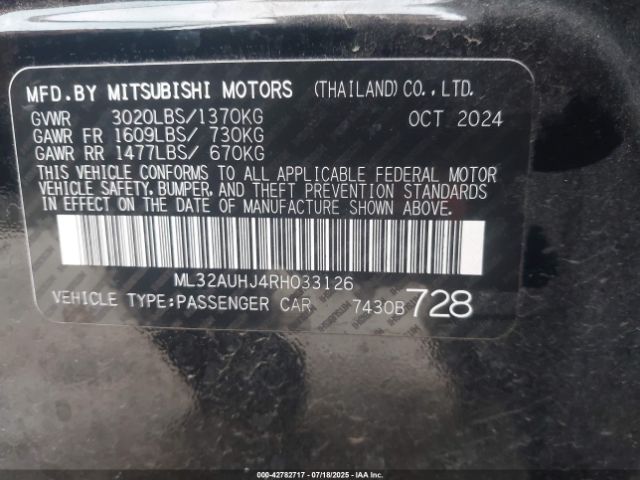 MFD.BY MITSUBISHI MOTORS (THAILAND)CO.,LTD.
GVWR 3020LBS/1370KG OCT 2024
GAWR FR 1609LBS/ 730KG
GAWR RR 1477LBS/ 670KG
THIS VEHICLE CONFORMS TO ALL APPLICABLE FEDERAL MOTOR
VEHICLE SAFETY, BUMPER, AND THEFT PREVENTION STANDARDS
IN EFFECT ON THE DATE OF MANUFACTURE SHOWN ABOVE.
ML32AUHJ4RH033126
VEHICLE TYPE:PASSENGER CAR 7430B 728
000-42782717 - 07/18/2025 - IAA Corp.